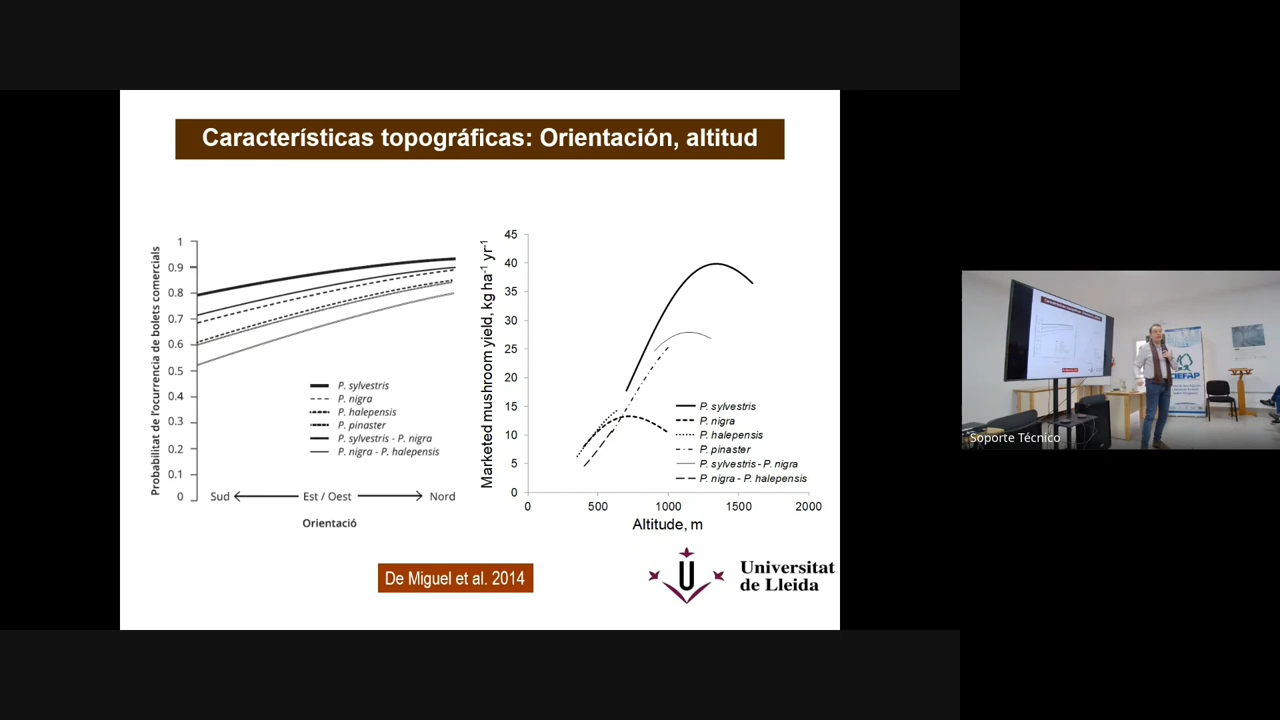 Características topográficas: Orientación, altitud
Probabilitat de l'ocurrencia de bolets comercials
1
0.9
0.8
0.7
0.6
0.5
0.4
0.3
0.2
0.1
0
P. sylvestris
P. nigra
P. halepensis
P. pinaster
P. sylvestris - P. nigra
P. nigra - P. halepensis
Sud
Est / Oest
Nord
Orientació
Marketed mushroom yield, kg ha-1 yr-1
45
40
35
30
25
20
15
10
5
0
P. sylvestris
P. nigra
P. halepensis
P. pinaster
P. sylvestris - P. nigra
P. nigra - P. halepensis
0
500
1000
1500
2000
Altitude, m
De Miguel et al. 2014
Universitat
de Lleida
CIEFAP
Soporte Técnico